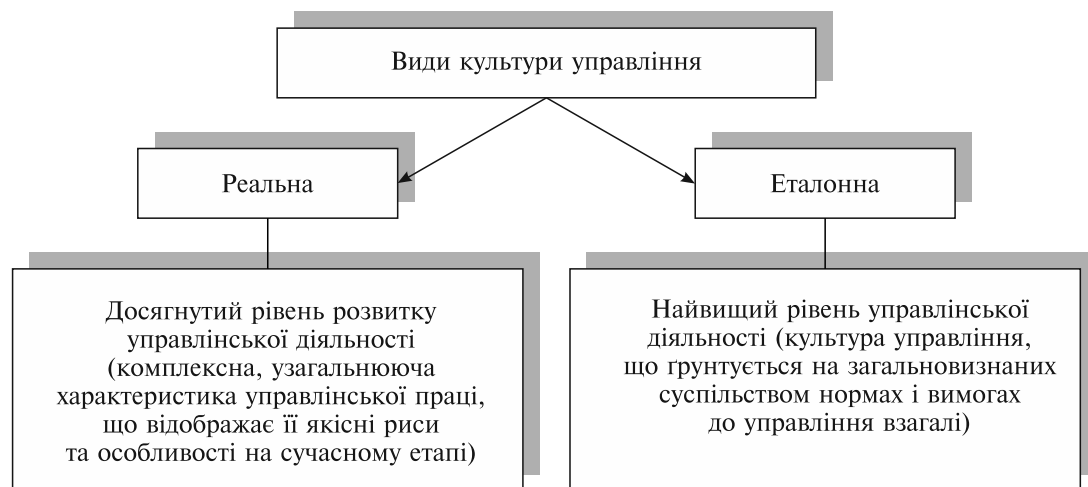 Види культури управління
Реальна
Еталонна
Досягнутий рівень розвитку
управлінської діяльності
(комплексна, узагальнююча
характеристика управлінської праці,
що відображає її якісні риси
та особливості на сучасному етапі)
Найвищий рівень управлінської
діяльності (культура управління,
що ґрунтується на загальновизнаних
суспільством нормах і вимогах
до управління взагалі)